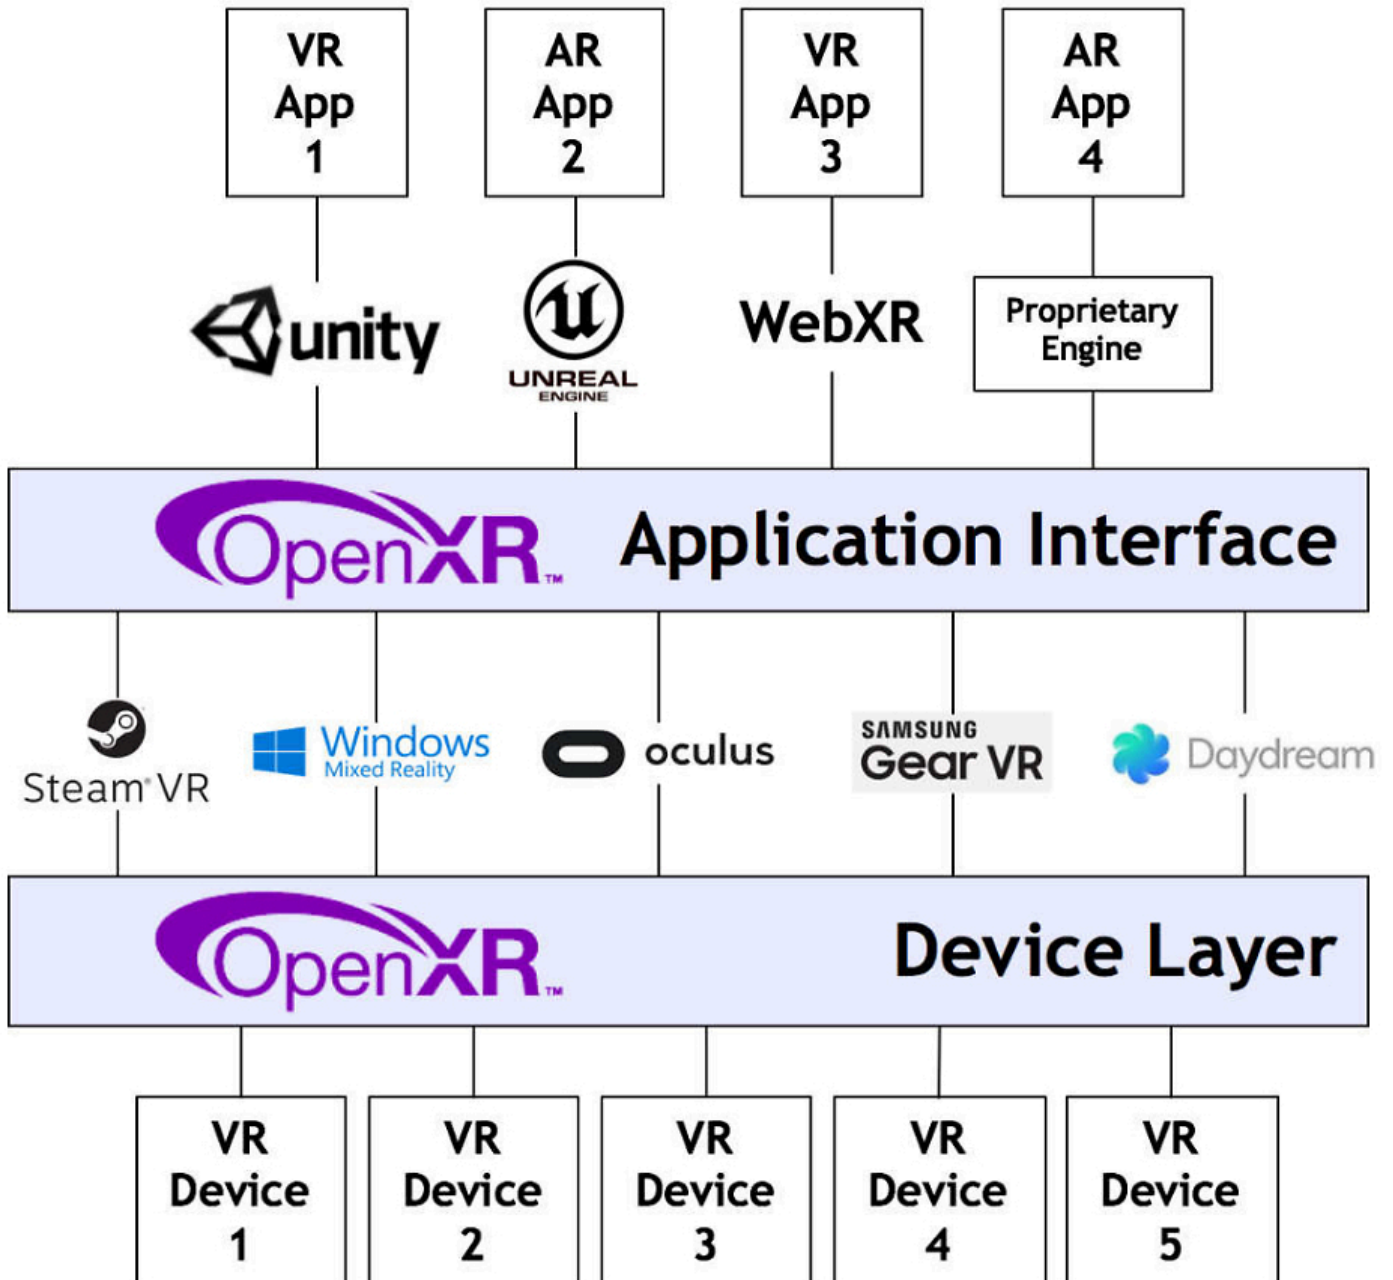 VR
App
1
AR
App
2
VR
App
3
AR
App
4
unity
UNREAL
ENGINE
WebXR
Proprietary
Engine
OpenXR™ Application Interface
Steam® VR
Windows
Mixed Reality
oculus
SAMSUNG
Gear VR
Daydream
OpenXR™ Device Layer
VR
Device
1
VR
Device
2
VR
Device
3
VR
Device
4
VR
Device
5